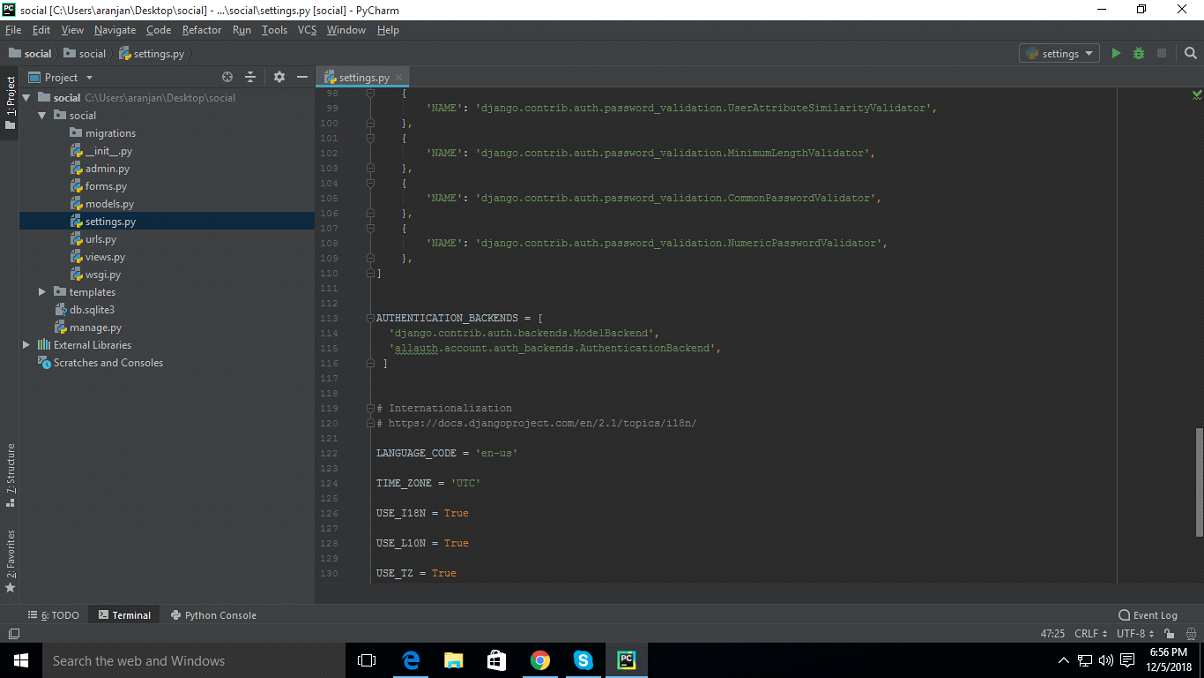 social [C:\Users\aranjan\Desktop\social] - ...\social\settings.py [social] - PyCharm
File Edit View Navigate Code Refactor Run Tools VCS Window Help
social social settings.py settings
1: Project
Project
settings.py
social C:\Users\aranjan\Desktop\social
social
migrations
__init__.py
admin.py
forms.py
models.py
settings.py
urls.py
views.py
wsgi.py
templates
db.sqlite3
manage.py
External Libraries
Scratches and Consoles
98 {
99 'NAME': 'django.contrib.auth.password_validation.UserAttributeSimilarityValidator',
100 },
101 {
102 'NAME': 'django.contrib.auth.password_validation.MinimumLengthValidator',
103 },
104 {
105 'NAME': 'django.contrib.auth.password_validation.CommonPasswordValidator',
106 },
107 {
108 'NAME': 'django.contrib.auth.password_validation.NumericPasswordValidator',
109 },
110 ]
111
112
113 AUTHENTICATION_BACKENDS = [
114 'django.contrib.auth.backends.ModelBackend',
115 'allauth.account.auth_backends.AuthenticationBackend',
116 ]
117
118
119 # Internationalization
120 # https://docs.djangoproject.com/en/2.1/topics/i18n/
121
122 LANGUAGE_CODE = 'en-us'
123
124 TIME_ZONE = 'UTC'
125
126 USE_I18N = True
127
128 USE_L10N = True
129
130 USE_TZ = True
7: Structure
2: Favorites
6: TODO Terminal Python Console Event Log
47:25 CRLF UTF-8
Search the web and Windows
6:56 PM
12/5/2018